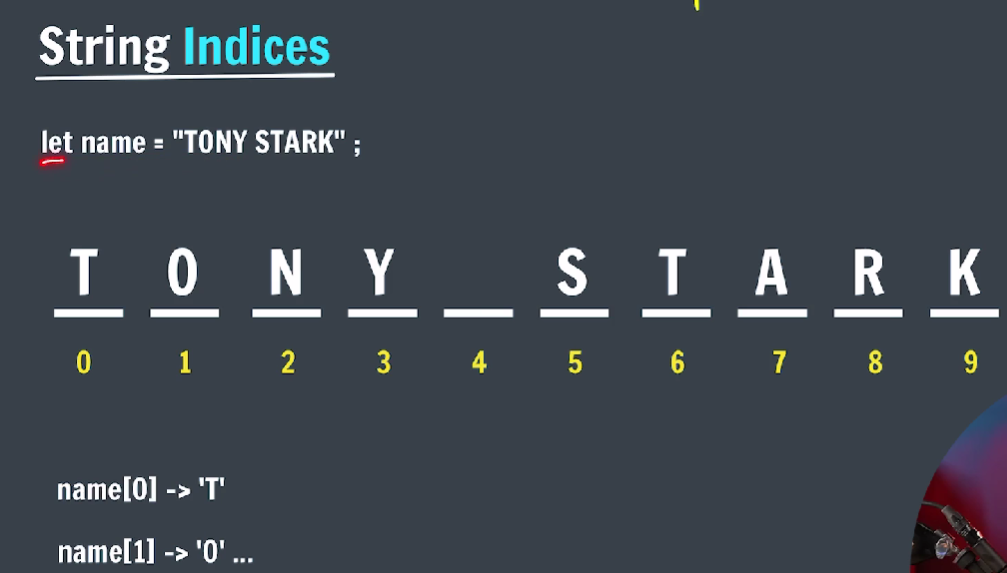 String Indices
let name = "TONY STARK" ;
T O N Y S T A R K
0 1 2 3 4 5 6 7 8 9
name[0] -> 'T'
name[1] -> 'O' ...